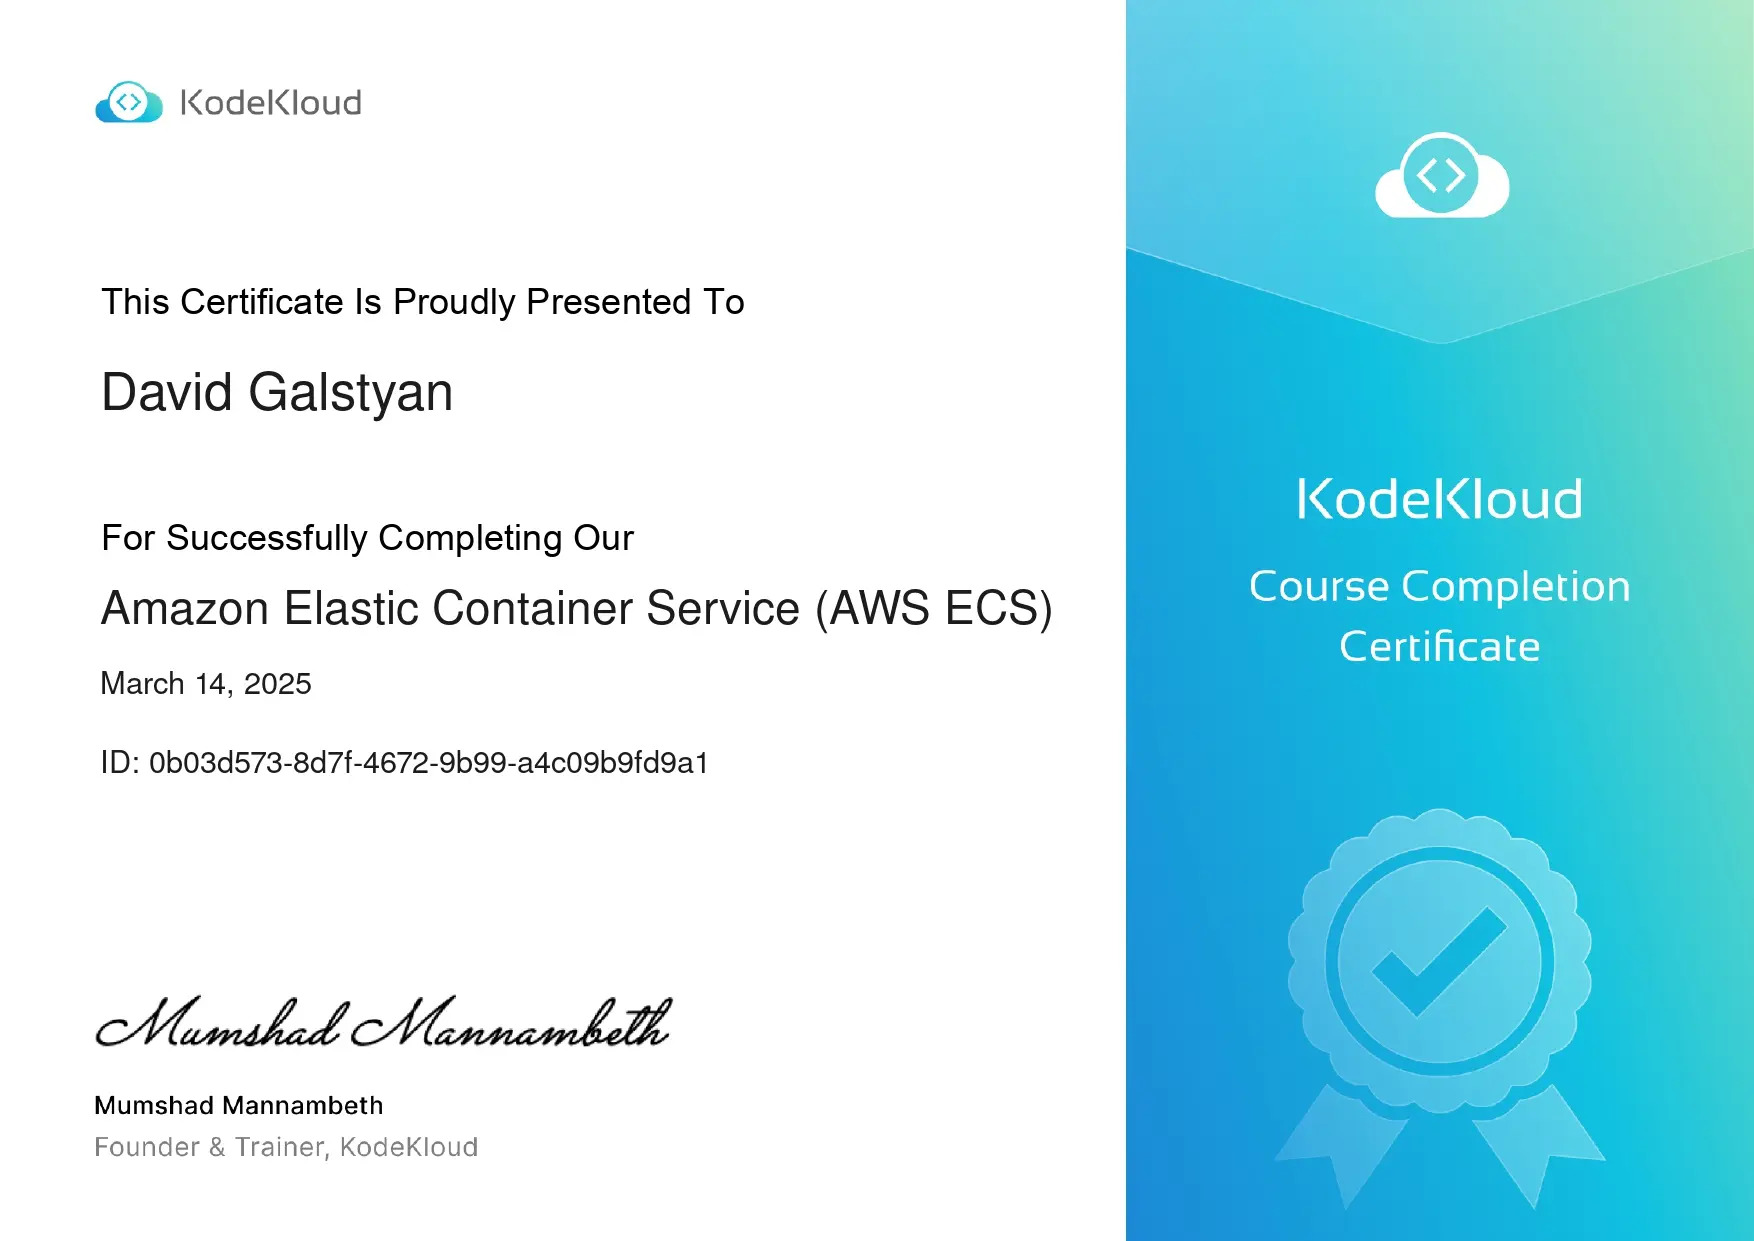 KodeKloud
This Certificate Is Proudly Presented To
David Galstyan
For Successfully Completing Our
Amazon Elastic Container Service (AWS ECS)
March 14, 2025
ID: 0b03d573-8d7f-4672-9b99-a4c09b9fd9a1
Mumshad Mannambeth
Mumshad Mannambeth
Founder & Trainer, KodeKloud
KodeKloud
Course Completion
Certificate